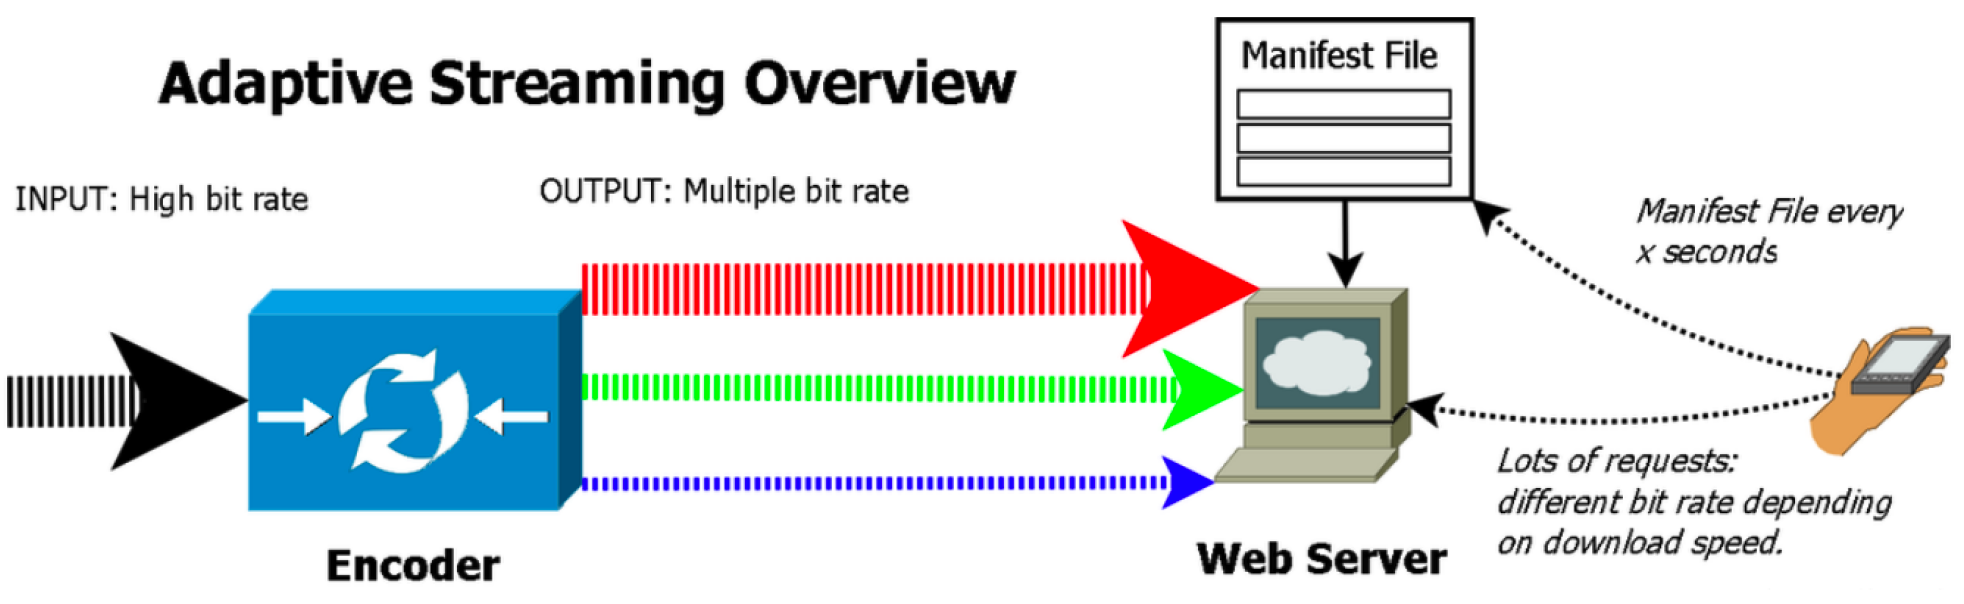 Adaptive Streaming Overview
Manifest File
INPUT: High bit rate
OUTPUT: Multiple bit rate
Manifest File every
x seconds
Lots of requests:
different bit rate depending
on download speed.
Encoder
Web Server